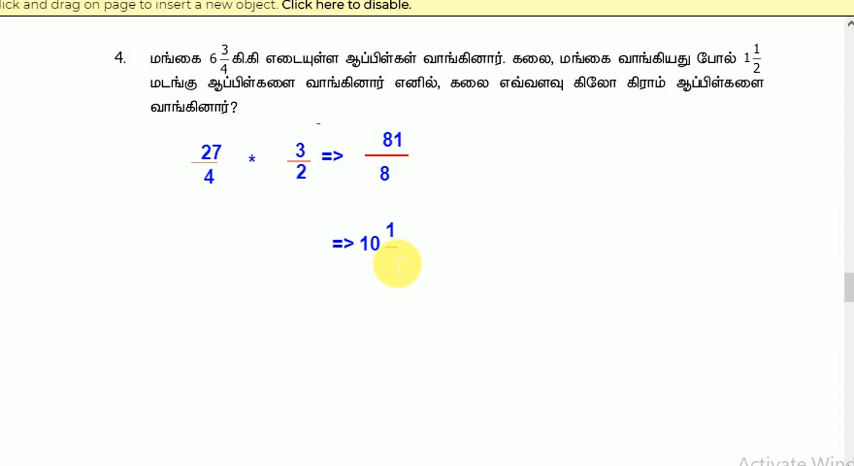 lick and drag on page to insert a new object. Click here to disable.
4. மங்கை 6 3/4 கி.கி எடையுள்ள ஆப்பிள்கள் வாங்கினார். கலை, மங்கை வாங்கியது போல் 1 1/2
மடங்கு ஆப்பிள்களை வாங்கினார் எனில், கலை எவ்வளவு கிலோ கிராம் ஆப்பிள்களை
வாங்கினார்?
27/4 * 3/2 => 81/8
=> 10 1
Activate Wind